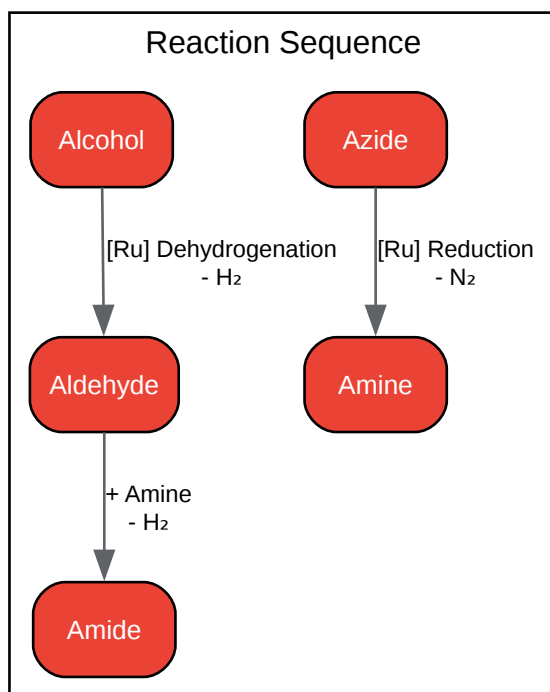 Reaction Sequence
Alcohol
Azide
[Ru] Dehydrogenation
- H₂
[Ru] Reduction
- N₂
Aldehyde
Amine
+ Amine
- H₂
Amide